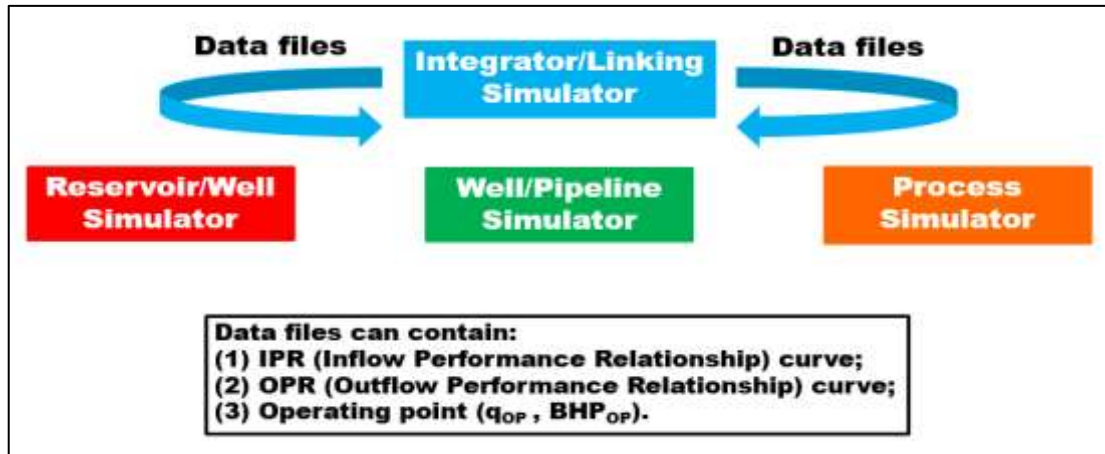 Data files
Integrator/Linking
Simulator
Data files
Reservoir/Well
Simulator
Well/Pipeline
Simulator
Process
Simulator
Data files can contain:
(1) IPR (Inflow Performance Relationship) curve;
(2) OPR (Outflow Performance Relationship) curve;
(3) Operating point (qOP , BHPOP).